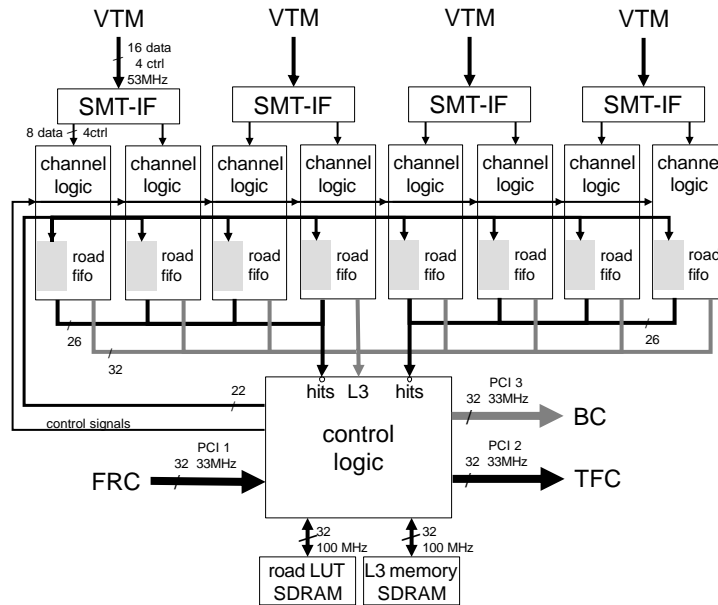 VTM VTM VTM VTM
16 data
4 ctrl
53MHz
SMT-IF SMT-IF SMT-IF SMT-IF
8 data 4ctrl
channel logic
channel logic
channel logic
channel logic
channel logic
channel logic
channel logic
channel logic
road fifo
road fifo
road fifo
road fifo
road fifo
road fifo
road fifo
road fifo
26 26
32
22
hits L3 hits
control signals
control
logic
PCI 3
32 33MHz
BC
PCI 1
32 33MHz
FRC
PCI 2
32 33MHz
TFC
32
100 MHz
32
100 MHz
road LUT
SDRAM
L3 memory
SDRAM